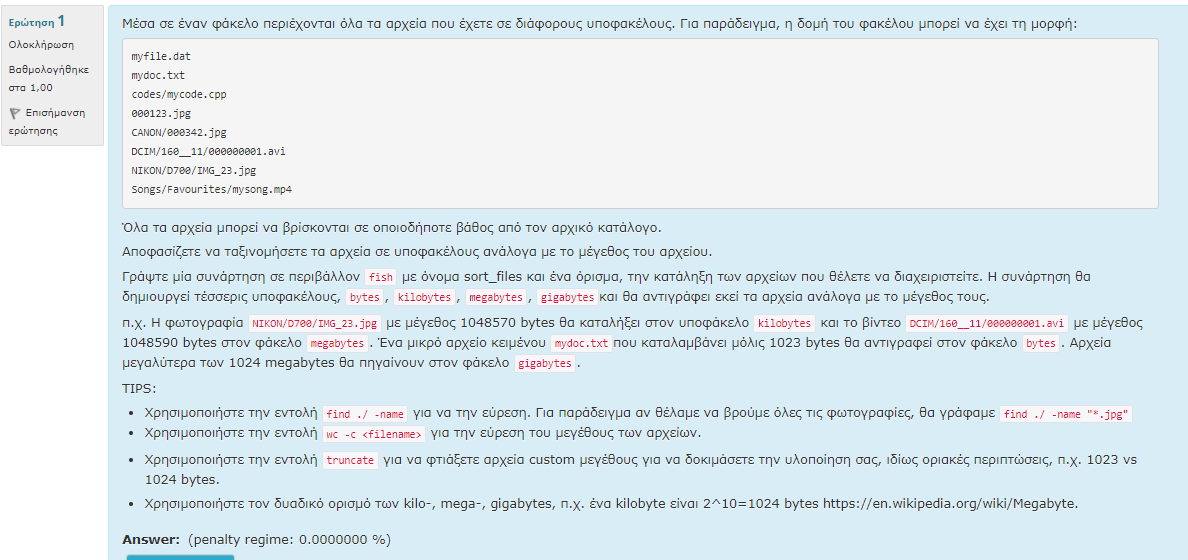 Ερώτηση 1
Ολοκλήρωση
Βαθμολογήθηκε
στα 1,00
Επισήμανση
ερώτησης
Μέσα σε έναν φάκελο περιέχονται όλα τα αρχεία που έχετε σε διάφορους υποφακέλους. Για παράδειγμα, η δομή του φακέλου μπορεί να έχει τη μορφή:
myfile.dat
mydoc.txt
codes/mycode.cpp
000123.jpg
CANON/000342.jpg
DCIM/160__11/000000001.avi
NIKON/D700/IMG_23.jpg
Songs/Favourites/mysong.mp4
Όλα τα αρχεία μπορεί να βρίσκονται σε οποιοδήποτε βάθος από τον αρχικό κατάλογο.
Αποφασίζετε να ταξινομήσετε τα αρχεία σε υποφακέλους ανάλογα με το μέγεθος του αρχείου.
Γράψτε μία συνάρτηση σε περιβάλλον fish με όνομα sort_files και ένα όρισμα, την κατάληξη των αρχείων που θέλετε να διαχειριστείτε. Η συνάρτηση θα
δημιουργεί τέσσερις υποφακέλους, bytes , kilobytes , megabytes , gigabytes και θα αντιγράφει εκεί τα αρχεία ανάλογα με το μέγεθος τους.
π.χ. Η φωτογραφία NIKON/D700/IMG_23.jpg με μέγεθος 1048570 bytes θα καταλήξει στον υποφάκελο kilobytes και το βίντεο DCIM/160__11/000000001.avi με μέγεθος
1048590 bytes στον φάκελο megabytes . Ένα μικρό αρχείο κειμένου mydoc.txt που καταλαμβάνει μόλις 1023 bytes θα αντιγραφεί στον φάκελο bytes . Αρχεία
μεγαλύτερα των 1024 megabytes θα πηγαίνουν στον φάκελο gigabytes .
TIPS:
• Χρησιμοποιήστε την εντολή find ./ -name για να την εύρεση. Για παράδειγμα αν θέλαμε να βρούμε όλες τις φωτογραφίες, θα γράφαμε find ./ -name "*.jpg"
• Χρησιμοποιήστε την εντολή wc -c <filename> για την εύρεση του μεγέθους των αρχείων.
• Χρησιμοποιήστε την εντολή truncate για να φτιάξετε αρχεία custom μεγέθους για να δοκιμάσετε την υλοποίηση σας, ιδίως οριακές περιπτώσεις, π.χ. 1023 vs
1024 bytes.
• Χρησιμοποιήστε τον δυαδικό ορισμό των kilo-, mega-, gigabytes, π.χ. ένα kilobyte είναι 2^10=1024 bytes https://en.wikipedia.org/wiki/Megabyte.
Answer: (penalty regime: 0.0000000 %)